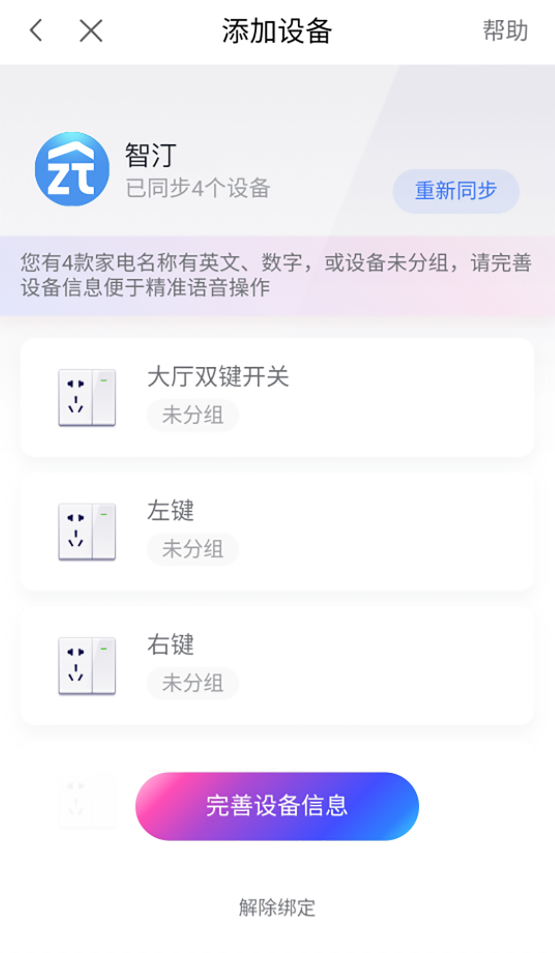 添加设备
帮助
zt
智汀
已同步4个设备
重新同步
您有4款家电名称有英文、数字，或设备未分组，请完善
设备信息便于精准语音操作
大厅双键开关
未分组
左键
未分组
右键
未分组
完善设备信息
解除绑定